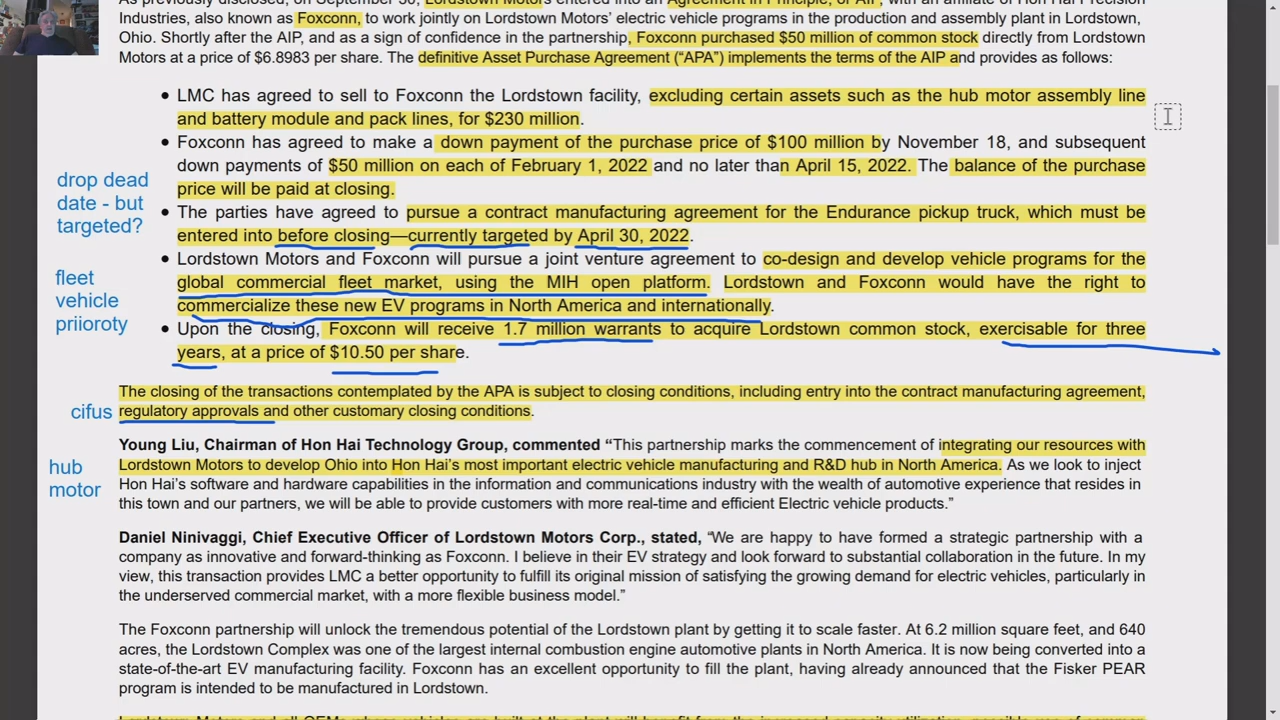 As previously disclosed, on September 30, Lordstown Motors entered into an Agreement in Principle, or AIP, with an affiliate of Hon Hai Precision
Industries, also known as Foxconn, to work jointly on Lordstown Motors' electric vehicle programs in the production and assembly plant in Lordstown,
Ohio. Shortly after the AIP, and as a sign of confidence in the partnership, Foxconn purchased $50 million of common stock directly from Lordstown
Motors at a price of $6.8983 per share. The definitive Asset Purchase Agreement ("APA") implements the terms of the AIP and provides as follows:
• LMC has agreed to sell to Foxconn the Lordstown facility, excluding certain assets such as the hub motor assembly line
and battery module and pack lines, for $230 million.
• Foxconn has agreed to make a down payment of the purchase price of $100 million by November 18, and subsequent
down payments of $50 million on each of February 1, 2022 and no later than April 15, 2022. The balance of the purchase
price will be paid at closing.
drop dead
date - but
targeted?
• The parties have agreed to pursue a contract manufacturing agreement for the Endurance pickup truck, which must be
entered into before closing—currently targeted by April 30, 2022.
• Lordstown Motors and Foxconn will pursue a joint venture agreement to co-design and develop vehicle programs for the
global commercial fleet market, using the MIH open platform. Lordstown and Foxconn would have the right to
commercialize these new EV programs in North America and internationally.
fleet
vehicle
priioroty
• Upon the closing, Foxconn will receive 1.7 million warrants to acquire Lordstown common stock, exercisable for three
years, at a price of $10.50 per share.
The closing of the transactions contemplated by the APA is subject to closing conditions, including entry into the contract manufacturing agreement,
regulatory approvals and other customary closing conditions.
cifus
Young Liu, Chairman of Hon Hai Technology Group, commented "This partnership marks the commencement of integrating our resources with
Lordstown Motors to develop Ohio into Hon Hai's most important electric vehicle manufacturing and R&D hub in North America. As we look to inject
Hon Hai's software and hardware capabilities in the information and communications industry with the wealth of automotive experience that resides in
this town and our partners, we will be able to provide customers with more real-time and efficient Electric vehicle products."
hub
motor
Daniel Ninivaggi, Chief Executive Officer of Lordstown Motors Corp., stated, "We are happy to have formed a strategic partnership with a
company as innovative and forward-thinking as Foxconn. I believe in their EV strategy and look forward to substantial collaboration in the future. In my
view, this transaction provides LMC a better opportunity to fulfill its original mission of satisfying the growing demand for electric vehicles, particularly in
the underserved commercial market, with a more flexible business model."
The Foxconn partnership will unlock the tremendous potential of the Lordstown plant by getting it to scale faster. At 6.2 million square feet, and 640
acres, the Lordstown Complex was one of the largest internal combustion engine automotive plants in North America. It is now being converted into a
state-of-the-art EV manufacturing facility. Foxconn has an excellent opportunity to fill the plant, having already announced that the Fisker PEAR
program is intended to be manufactured in Lordstown.